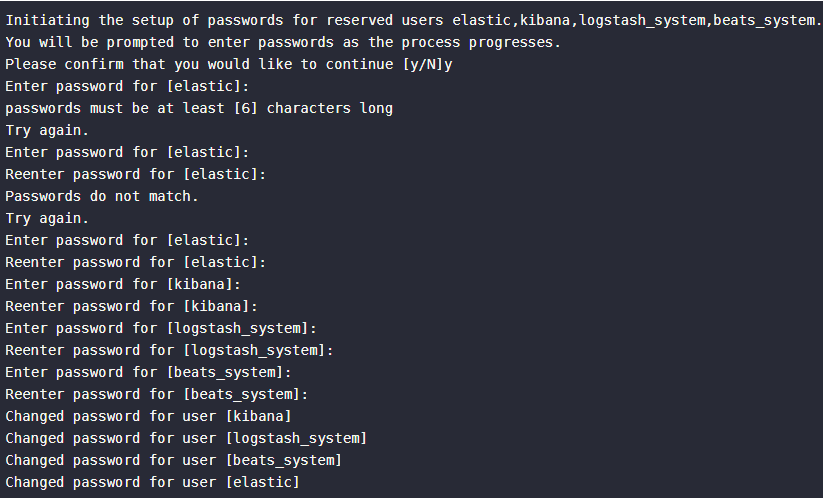 Initiating the setup of passwords for reserved users elastic,kibana,logstash_system,beats_system.
You will be prompted to enter passwords as the process progresses.
Please confirm that you would like to continue [y/N]y
Enter password for [elastic]:
passwords must be at least [6] characters long
Try again.
Enter password for [elastic]:
Reenter password for [elastic]:
Passwords do not match.
Try again.
Enter password for [elastic]:
Reenter password for [elastic]:
Enter password for [kibana]:
Reenter password for [kibana]:
Enter password for [logstash_system]:
Reenter password for [logstash_system]:
Enter password for [beats_system]:
Reenter password for [beats_system]:
Changed password for user [kibana]
Changed password for user [logstash_system]
Changed password for user [beats_system]
Changed password for user [elastic]